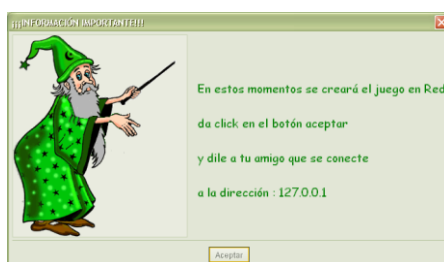 ¡¡¡INFORMACIÓN IMPORTANTE!!!
En estos momentos se creará el juego en Red
da click en el botón aceptar
y dile a tu amigo que se conecte
a la dirección : 127.0.0.1
Aceptar